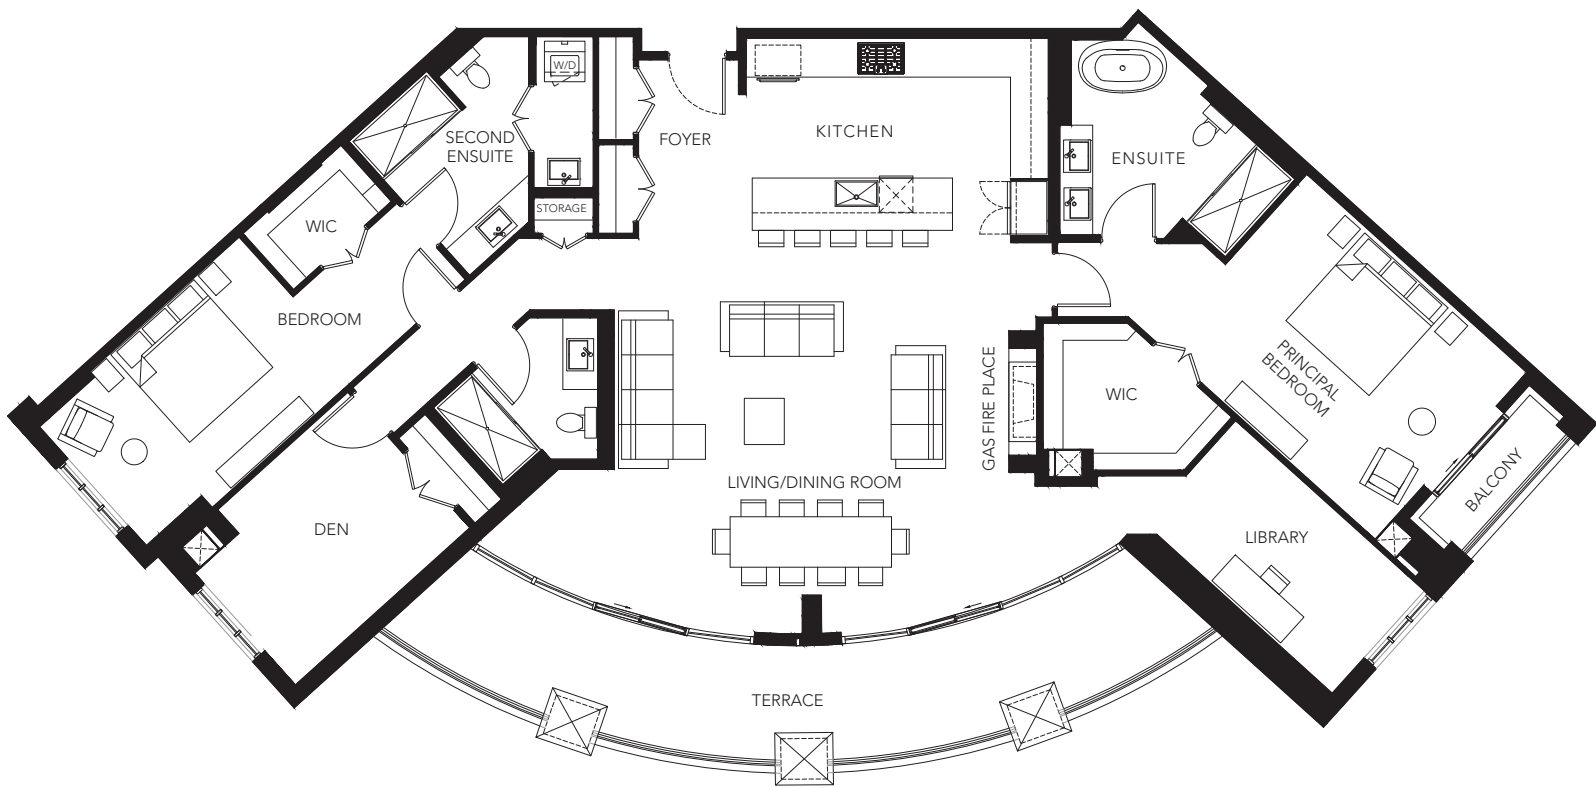 W/D
FOYER
KITCHEN
SECOND
ENSUITE
ENSUITE
STORAGE
WIC
BEDROOM
PRINCIPAL
BEDROOM
GAS FIRE PLACE
WIC
LIVING/DINING ROOM
BALCONY
DEN
LIBRARY
TERRACE